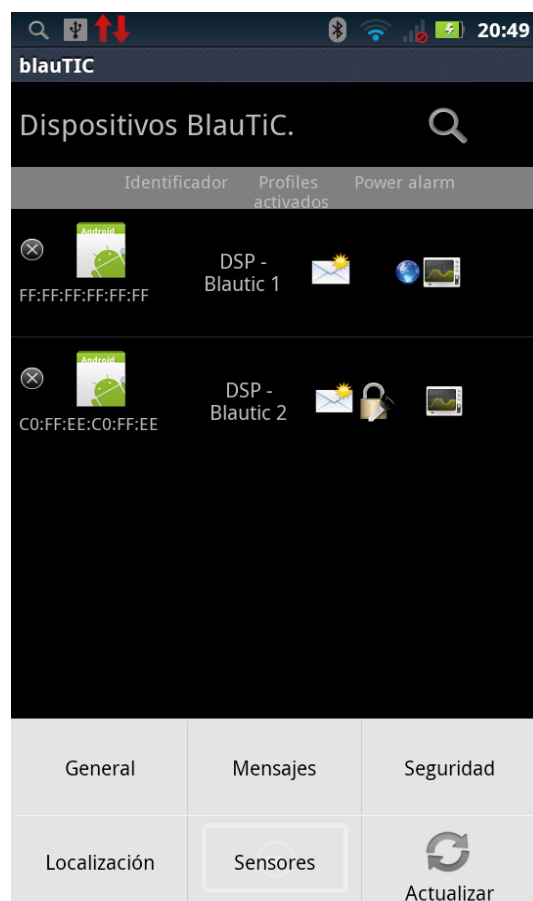 20:49
blauTIC
Dispositivos BlauTiC.
Identificador Profiles Power alarm
activados
Android
DSP -
Blautic 1
FF:FF:FF:FF:FF:FF
Android
DSP -
Blautic 2
C0:FF:EE:C0:FF:EE
General Mensajes Seguridad
Localización Sensores
Actualizar